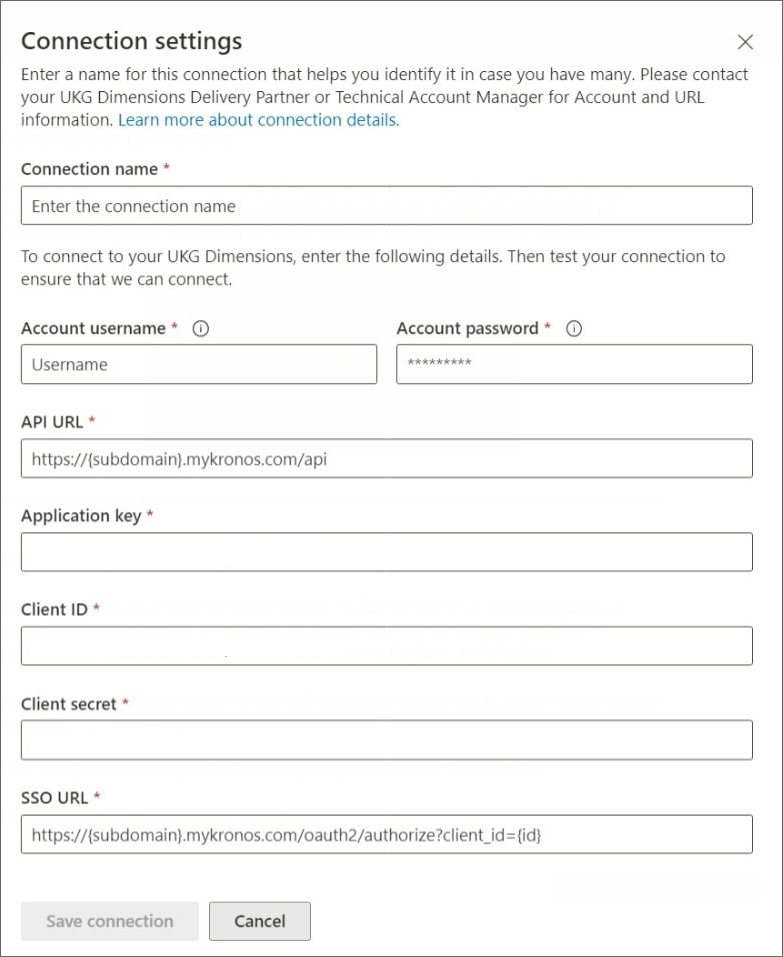 Connection settings
Enter a name for this connection that helps you identify it in case you have many. Please contact
your UKG Dimensions Delivery Partner or Technical Account Manager for Account and URL
information. Learn more about connection details.
Connection name *
Enter the connection name
To connect to your UKG Dimensions, enter the following details. Then test your connection to
ensure that we can connect.
Account username * Account password *
Username *********
API URL *
https://{subdomain}.mykronos.com/api
Application key *
Client ID *
Client secret *
SSO URL *
https://{subdomain}.mykronos.com/oauth2/authorize?client_id={id}
Save connection Cancel